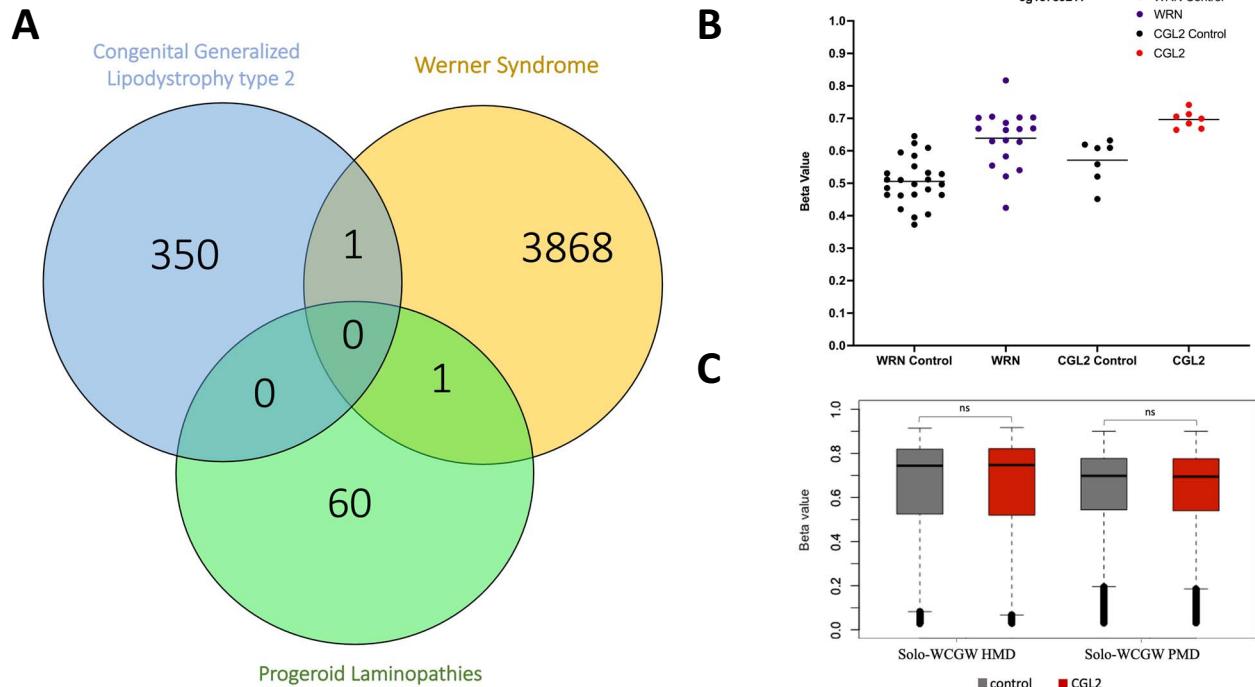 A
Congenital Generalized
Lipodystrophy type 2
Werner Syndrome
350
1
3868
0
0
1
60
Progeroid Laminopathies
B
WRN
CGL2 Control
CGL2
Beta Value
1.0
0.9
0.8
0.7
0.6
0.5
0.4
0.3
0.2
0.1
0.0
WRN Control
WRN
CGL2 Control
CGL2
C
Beta value
1.0
0.8
0.6
0.4
0.2
0.0
ns
ns
Solo-WCGW HMD
Solo-WCGW PMD
control
CGL2